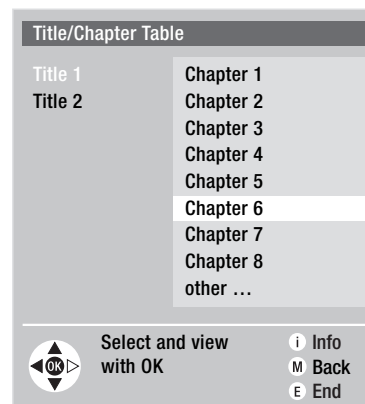 Title/Chapter Table
Title 1
Title 2
Chapter 1
Chapter 2
Chapter 3
Chapter 4
Chapter 5
Chapter 6
Chapter 7
Chapter 8
other …
OK
Select and view
with OK
i Info
M Back
E End